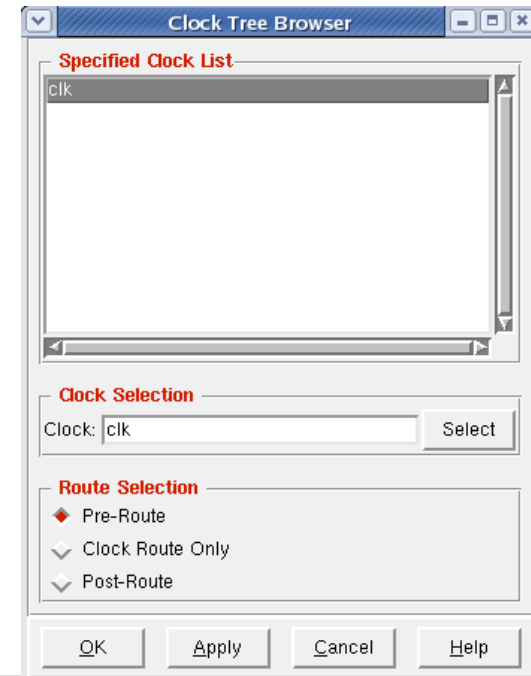 Clock Tree Browser
Specified Clock List
clk
Clock Selection
Clock: clk Select
Route Selection
Pre-Route
Clock Route Only
Post-Route
OK Apply Cancel Help